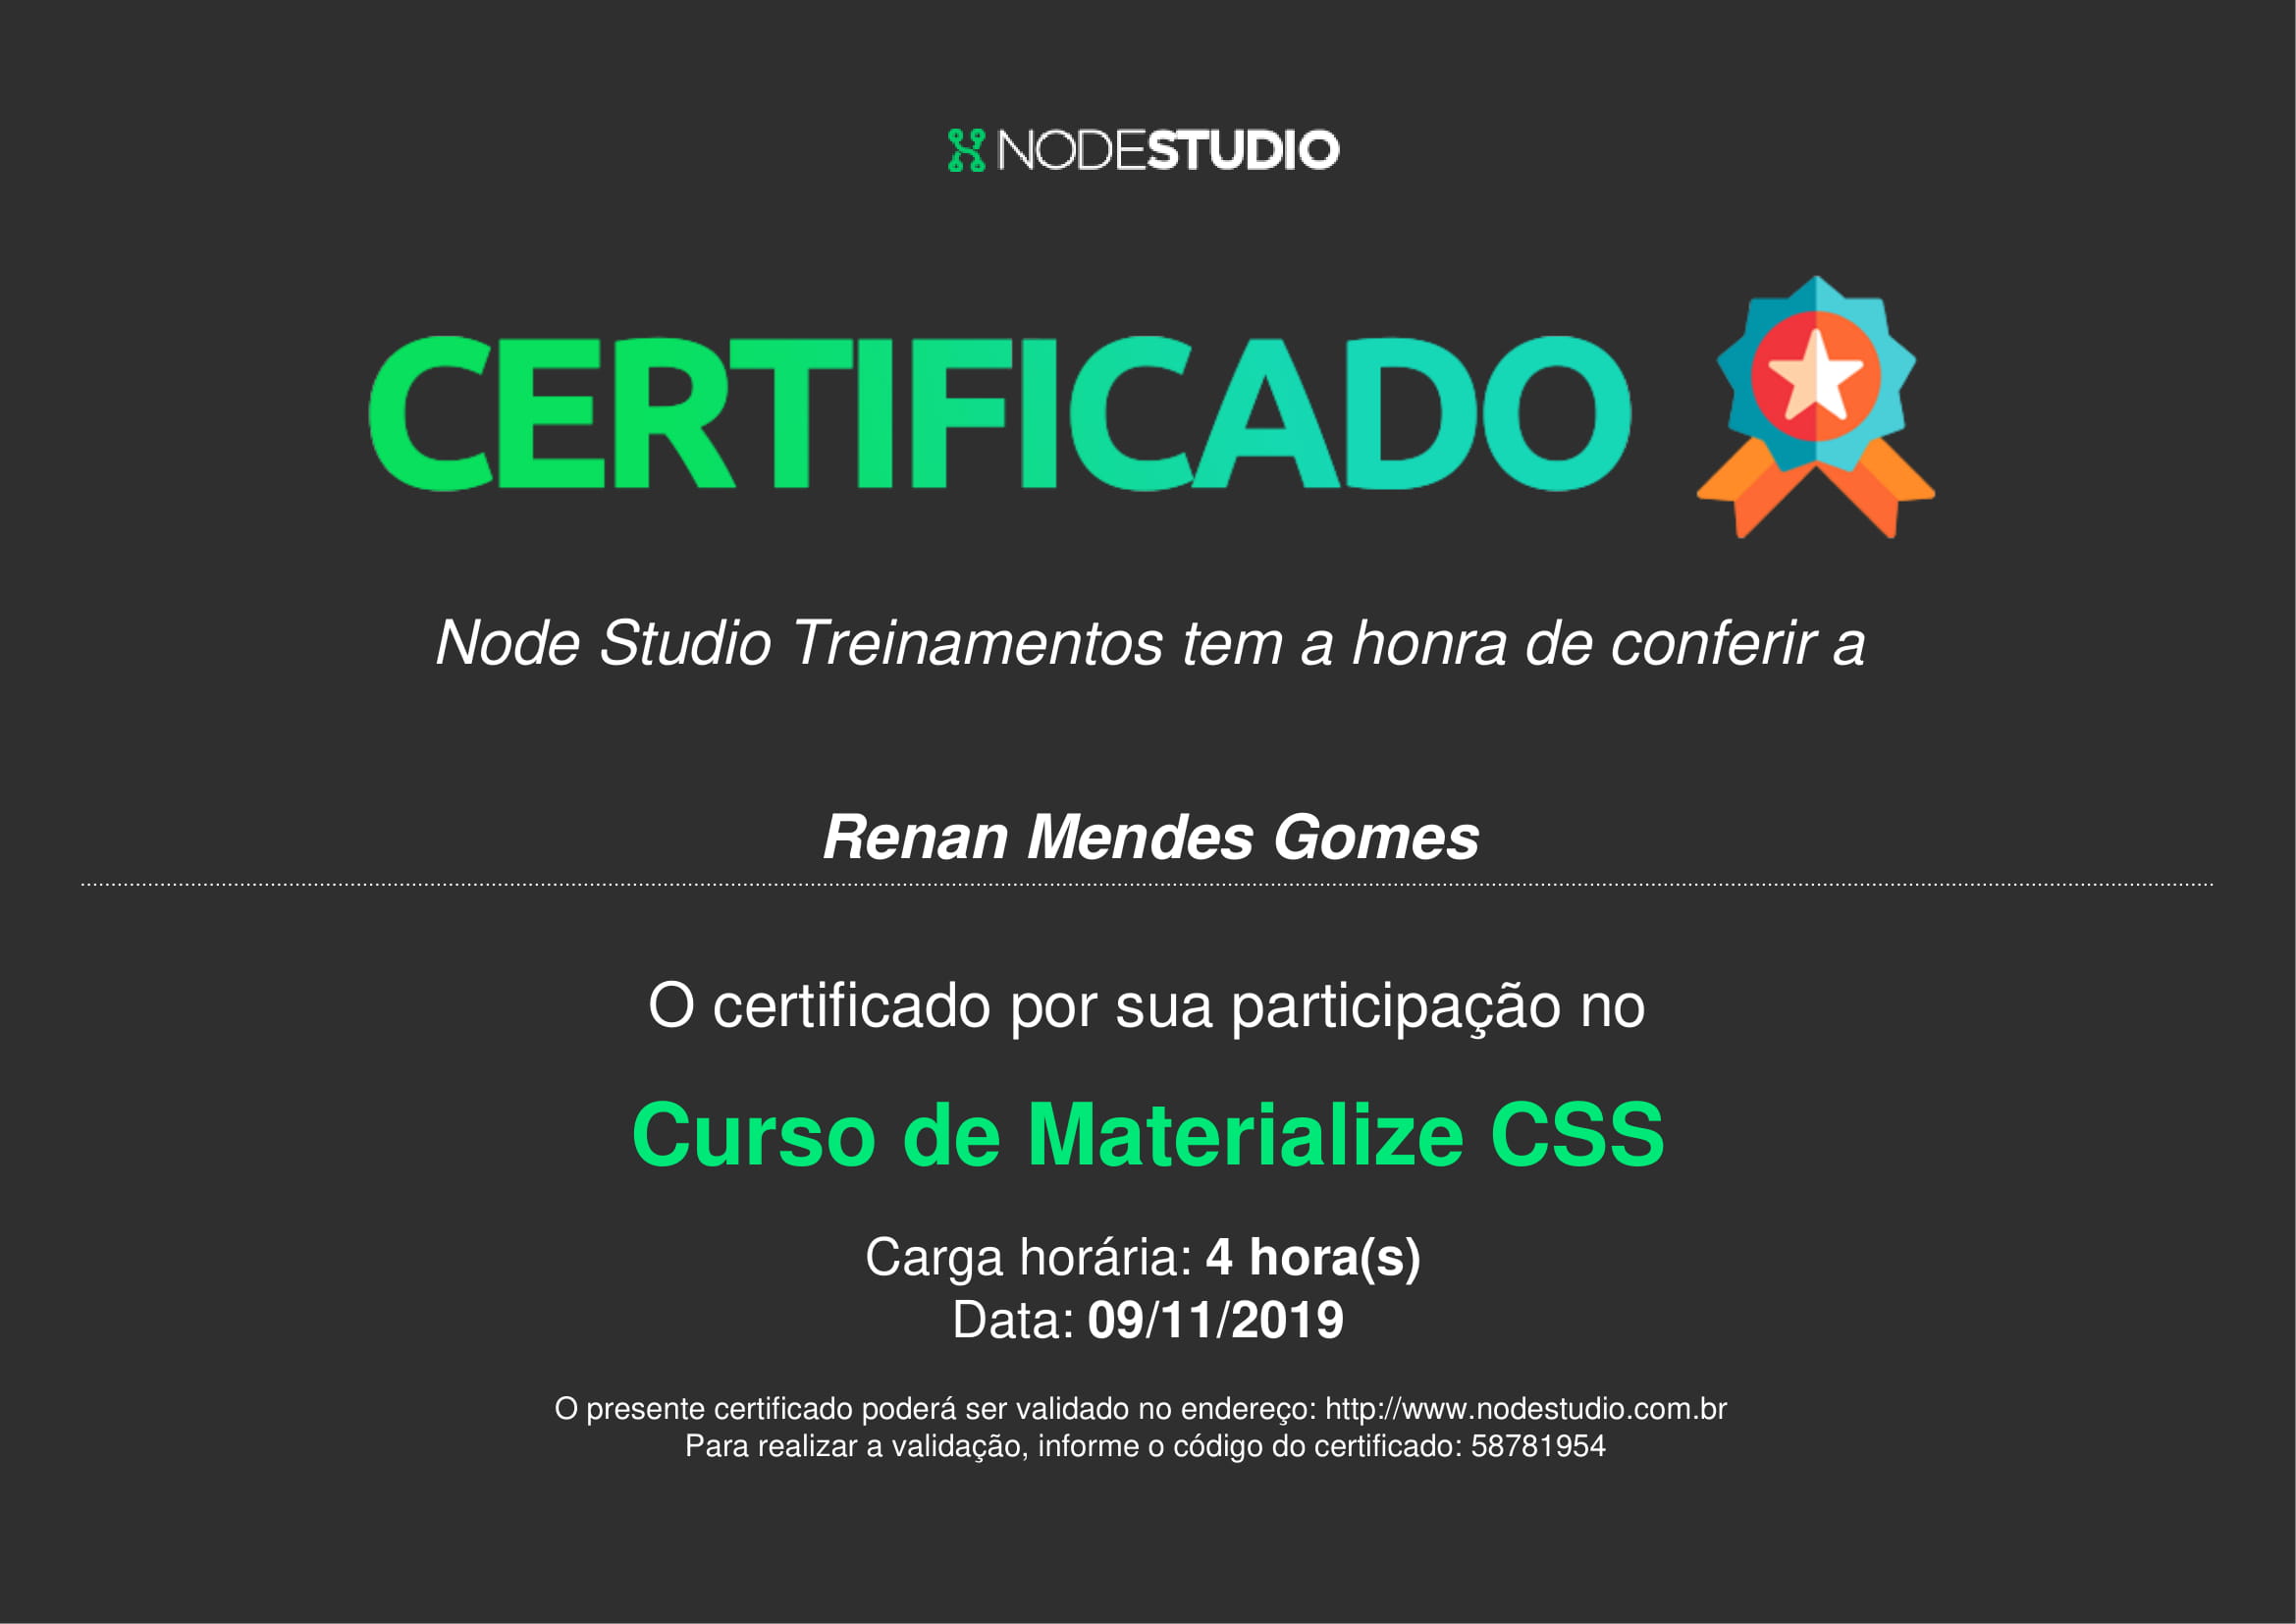 NODESTUDIO
CERTIFICADO
Node Studio Treinamentos tem a honra de conferir a
Renan Mendes Gomes
O certificado por sua participação no
Curso de Materialize CSS
Carga horária: 4 hora(s)
Data: 09/11/2019
O presente certificado poderá ser validado no endereço: http://www.nodestudio.com.br
Para realizar a validação, informe o código do certificado: 58781954